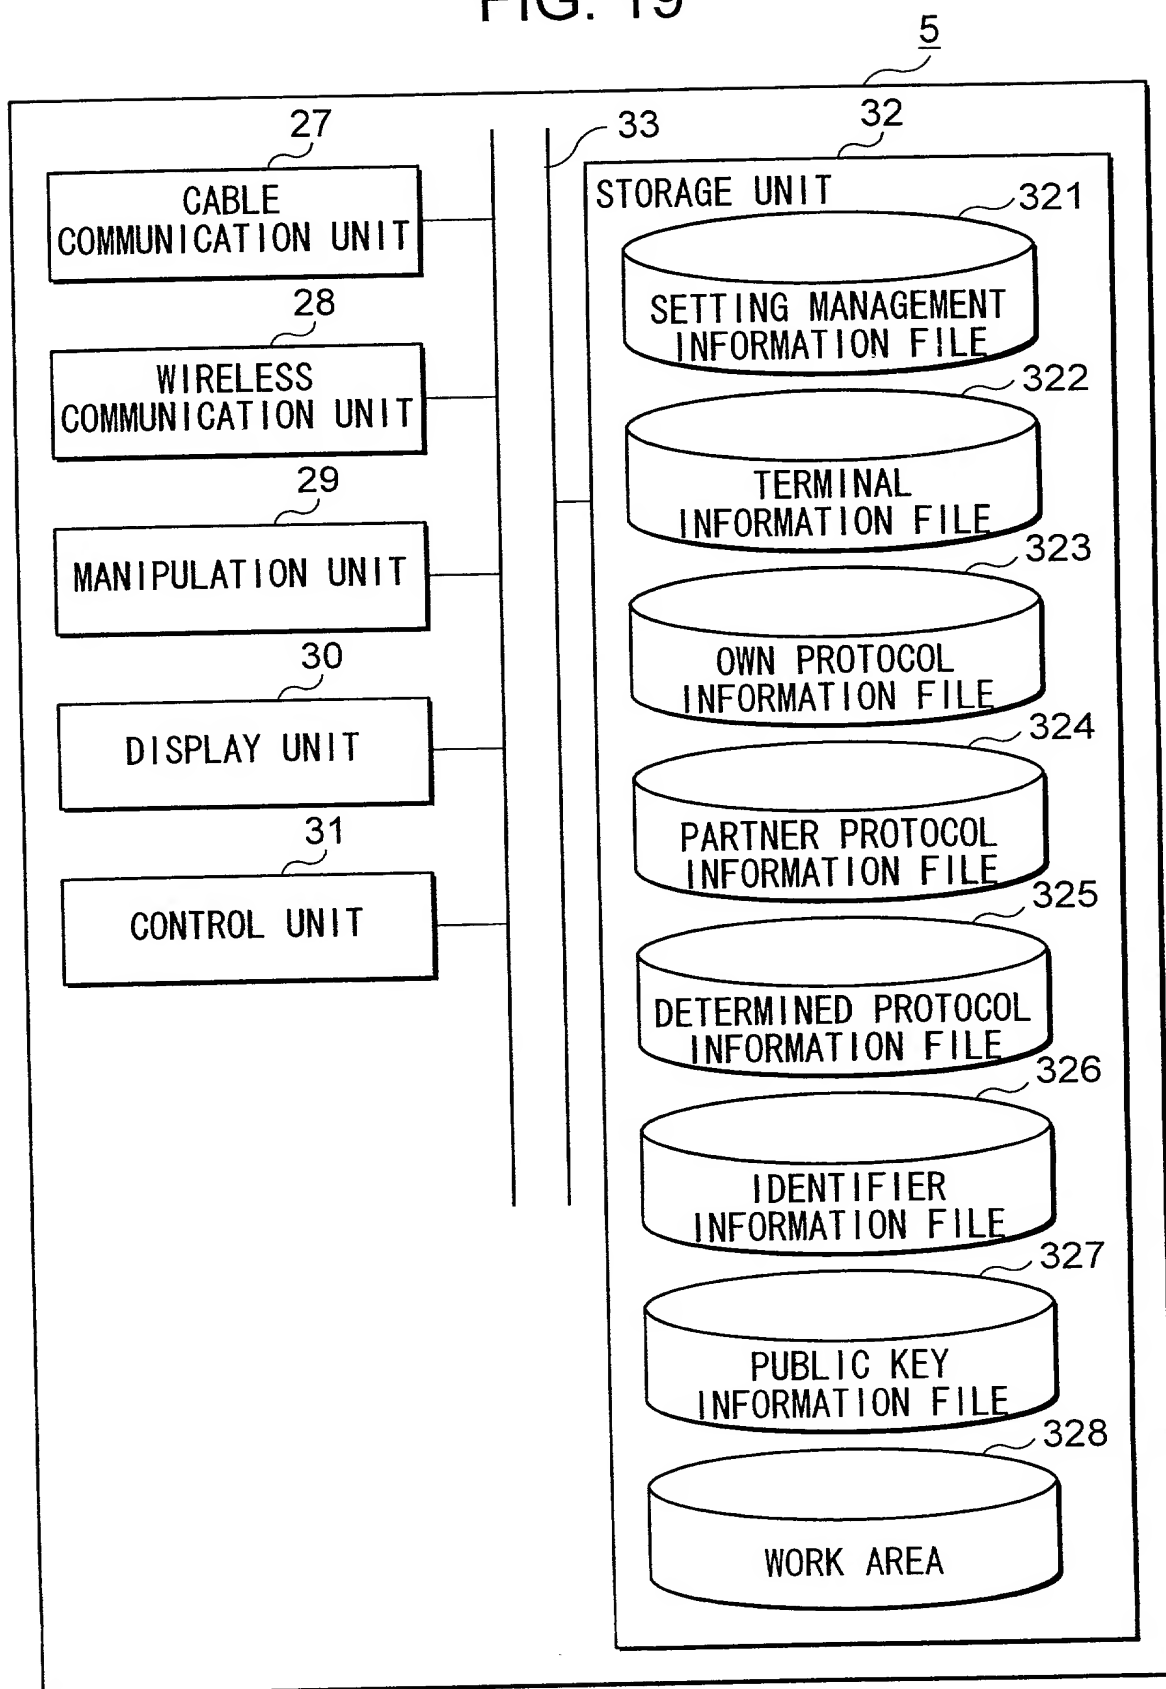 FIG. 19
5
27
CABLE
COMMUNICATION UNIT
28
WIRELESS
COMMUNICATION UNIT
29
MANIPULATION UNIT
30
DISPLAY UNIT
31
CONTROL UNIT
33
32
STORAGE UNIT
321
SETTING MANAGEMENT
INFORMATION FILE
322
TERMINAL
INFORMATION FILE
323
OWN PROTOCOL
INFORMATION FILE
324
PARTNER PROTOCOL
INFORMATION FILE
325
DETERMINED PROTOCOL
INFORMATION FILE
326
IDENTIFIER
INFORMATION FILE
327
PUBLIC KEY
INFORMATION FILE
328
WORK AREA